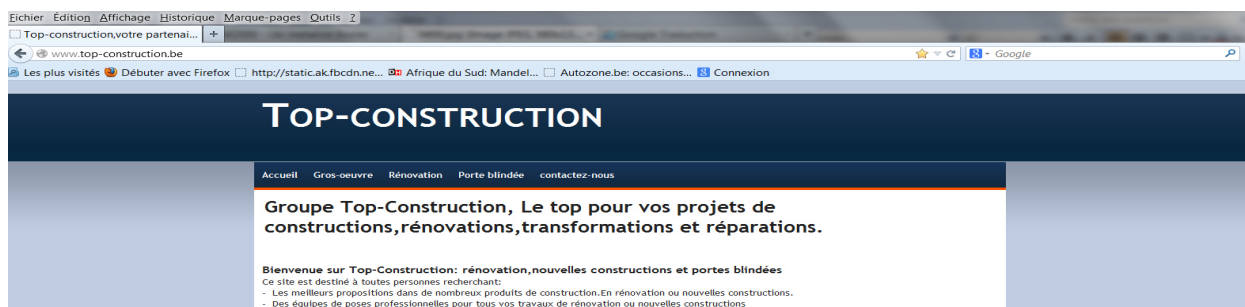 Fichier Édition Affichage Historique Marque-pages Outils ?
Top-construction,votre partenai... +
www.top-construction.be Google
Les plus visités Débuter avec Firefox http://static.ak.fbcdn.ne... Afrique du Sud: Mandel... Autozone.be: occasions... Connexion
TOP-CONSTRUCTION
Accueil Gros-oeuvre Rénovation Porte blindée contactez-nous
Groupe Top-Construction, Le top pour vos projets de
constructions,rénovations,transformations et réparations.
Bienvenue sur Top-Construction: rénovation,nouvelles constructions et portes blindées
Ce site est destiné à toutes personnes recherchant:
- Les meilleurs propositions dans de nombreux produits de construction.En rénovation ou nouvelles constructions.
- Des équipes de poses professionnelles pour tous vos travaux de rénovation ou nouvelles constructions